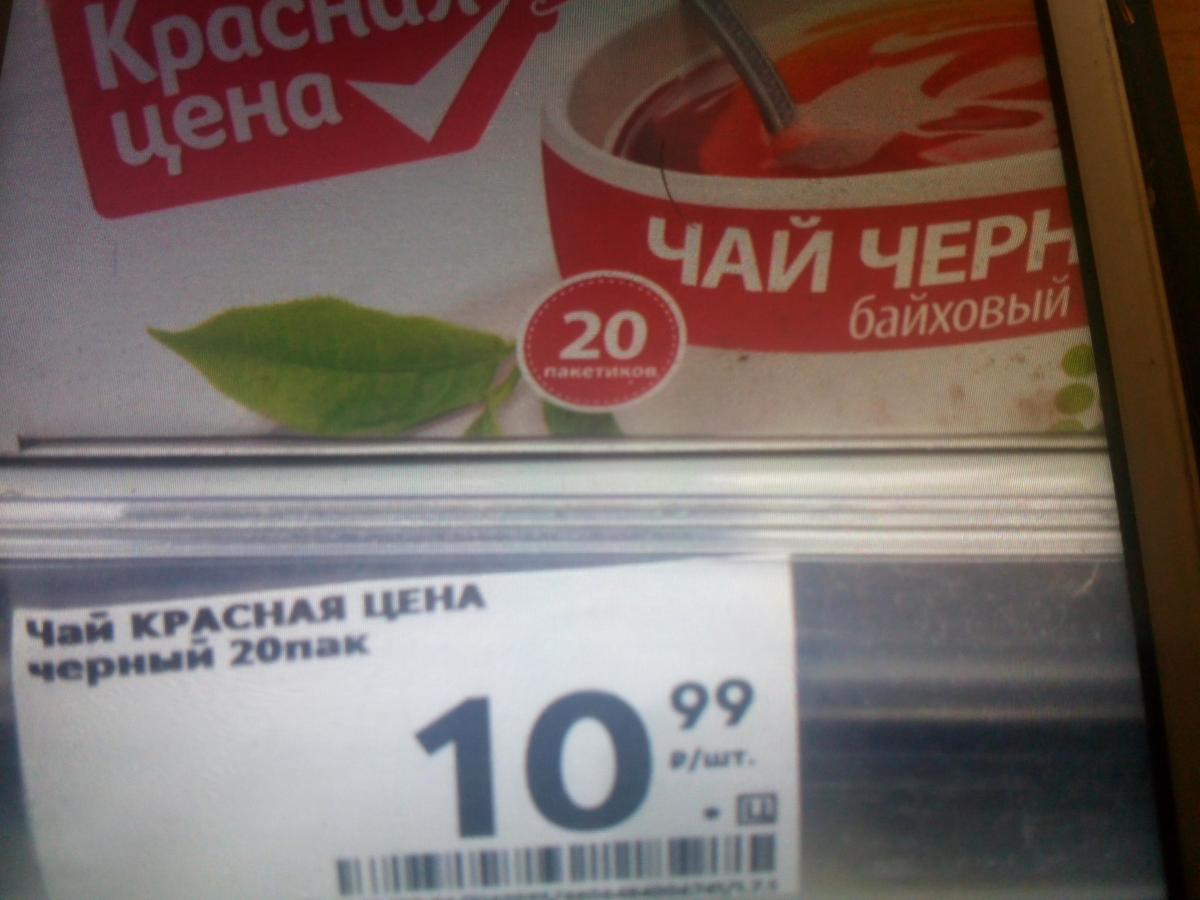 Красная
цена
ЧАЙ ЧЕРН
байховый
20
пакетиков
Чай КРАСНАЯ ЦЕНА
черный 20пак
10 99
₽/шт.